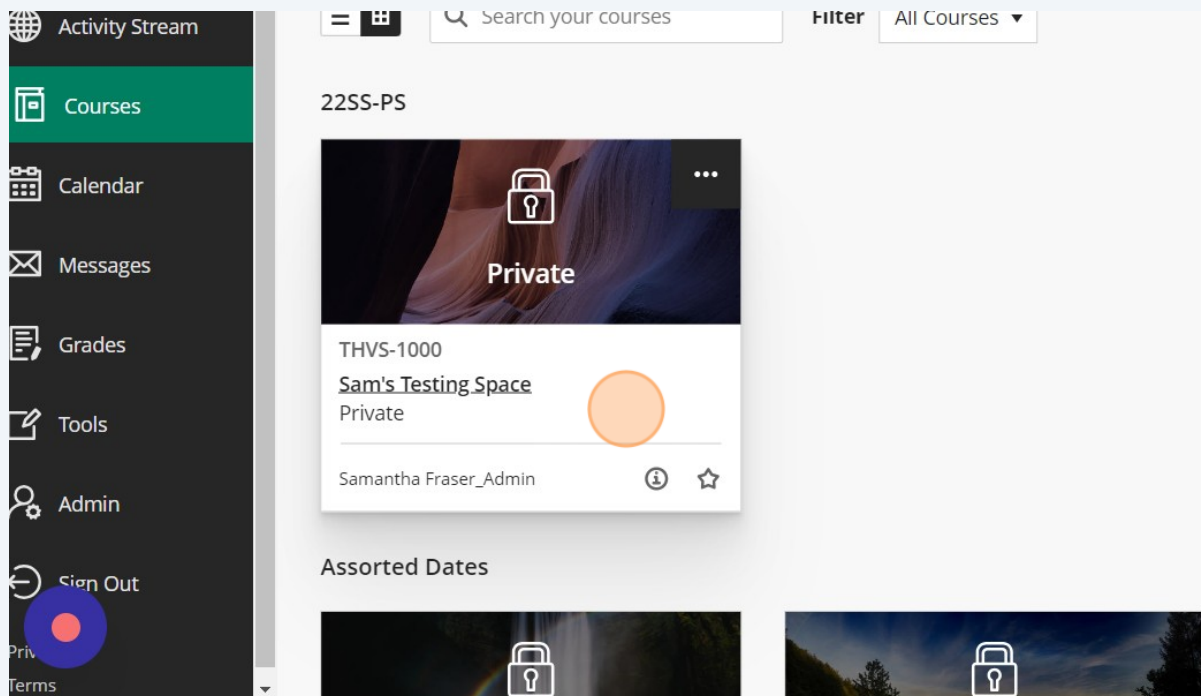 Activity Stream
Courses
Calendar
Messages
Grades
Tools
Admin
Sign Out
Terms
Search your courses
Filter
All Courses
22SS-PS
Private
THVS-1000
Sam's Testing Space
Private
Samantha Fraser_Admin
Assorted Dates